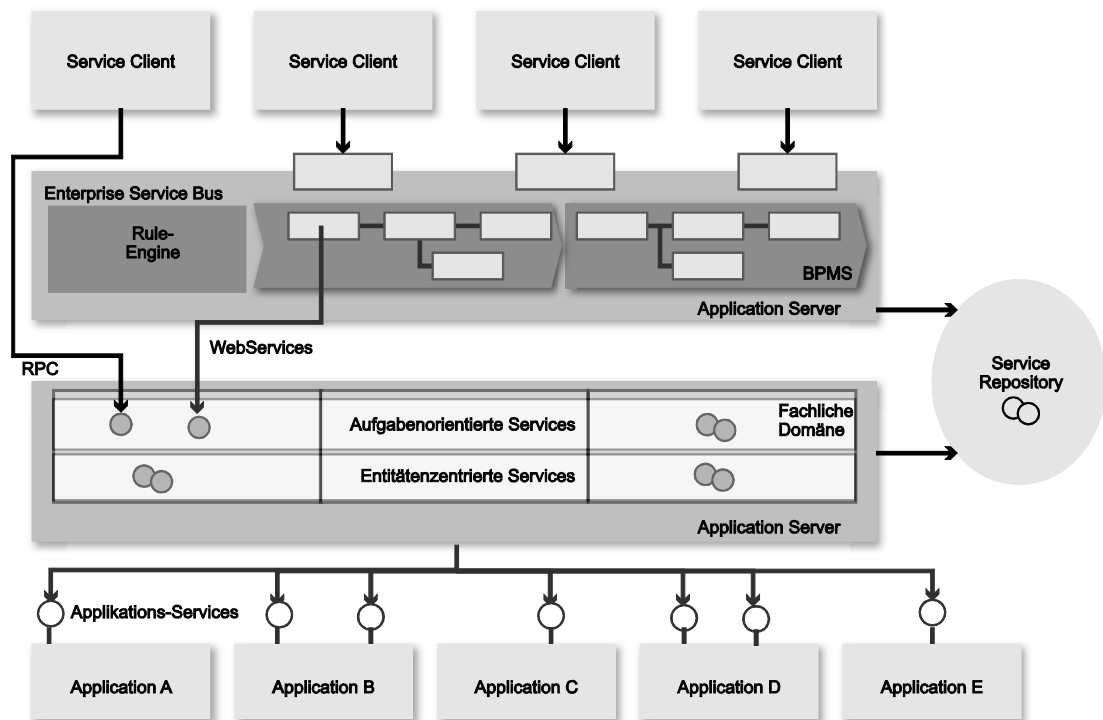 Service Client
Service Client
Service Client
Service Client
Enterprise Service Bus
Rule-
Engine
BPMS
Application Server
WebServices
RPC
Service
Repository
Aufgabenorientierte Services
Fachliche
Domäne
Entitätenzentrierte Services
Application Server
Applikations-Services
Application A
Application B
Application C
Application D
Application E